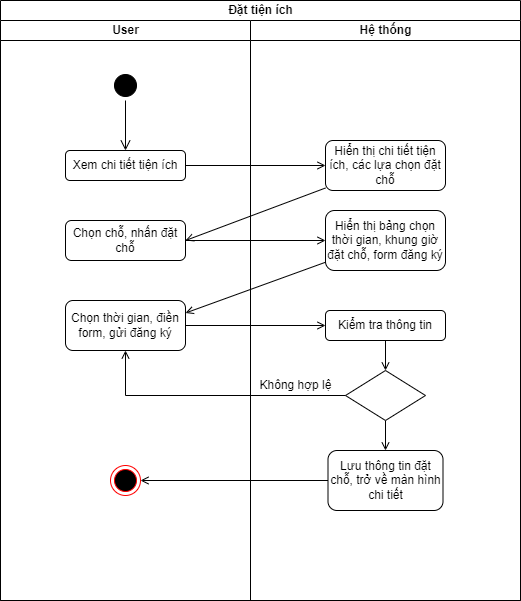 Đặt tiện ích
User
Hệ thống
Xem chi tiết tiện ích
Hiển thị chi tiết tiện
ích, các lựa chọn đặt
chỗ
Chọn chỗ, nhấn đặt
chỗ
Hiển thị bảng chọn
thời gian, khung giờ
đặt chỗ, form đăng ký
Chọn thời gian, điền
form, gửi đăng ký
Kiểm tra thông tin
Không hợp lệ
Lưu thông tin đặt
chỗ, trở về màn hình
chi tiết